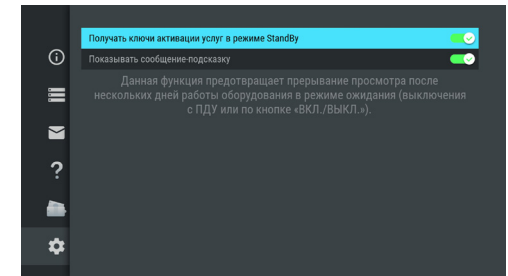 Получать ключи активации услуг в режиме StandBy
Показывать сообщение-подсказку
Данная функция предотвращает прерывание просмотра после
нескольких дней работы оборудования в режиме ожидания (выключения
с ПДУ или по кнопке «ВКЛ./ВЫКЛ.»).